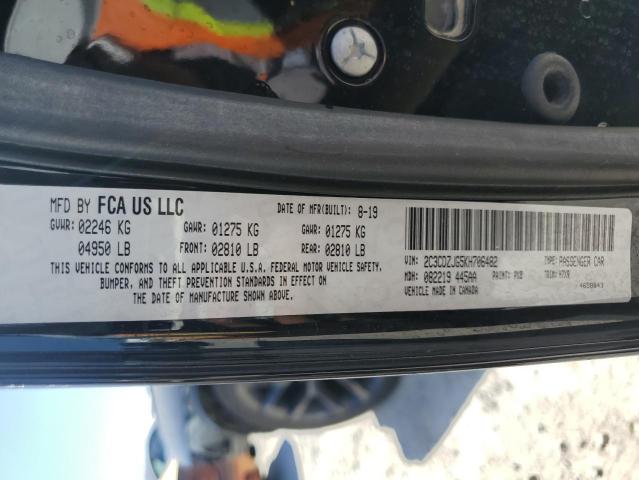 MFD BY FCA US LLC
DATE OF MFR(BUILT): 8-19
GVWR: 02246 KG GAWR: 01275 KG GAWR: 01275 KG
04950 LB FRONT: 02810 LB REAR: 02810 LB
THIS VEHICLE CONFORMS TO ALL APPLICABLE U.S.A. FEDERAL MOTOR VEHICLE SAFETY,
BUMPER, AND THEFT PREVENTION STANDARDS IN EFFECT ON
THE DATE OF MANUFACTURE SHOWN ABOVE.
VIN: 2C3CDZJG5KH706482 TYPE: PASSENGER CAR
MDH: 082219 445AA PAINT: PX8 TRIM: H7X9
VEHICLE MADE IN CANADA